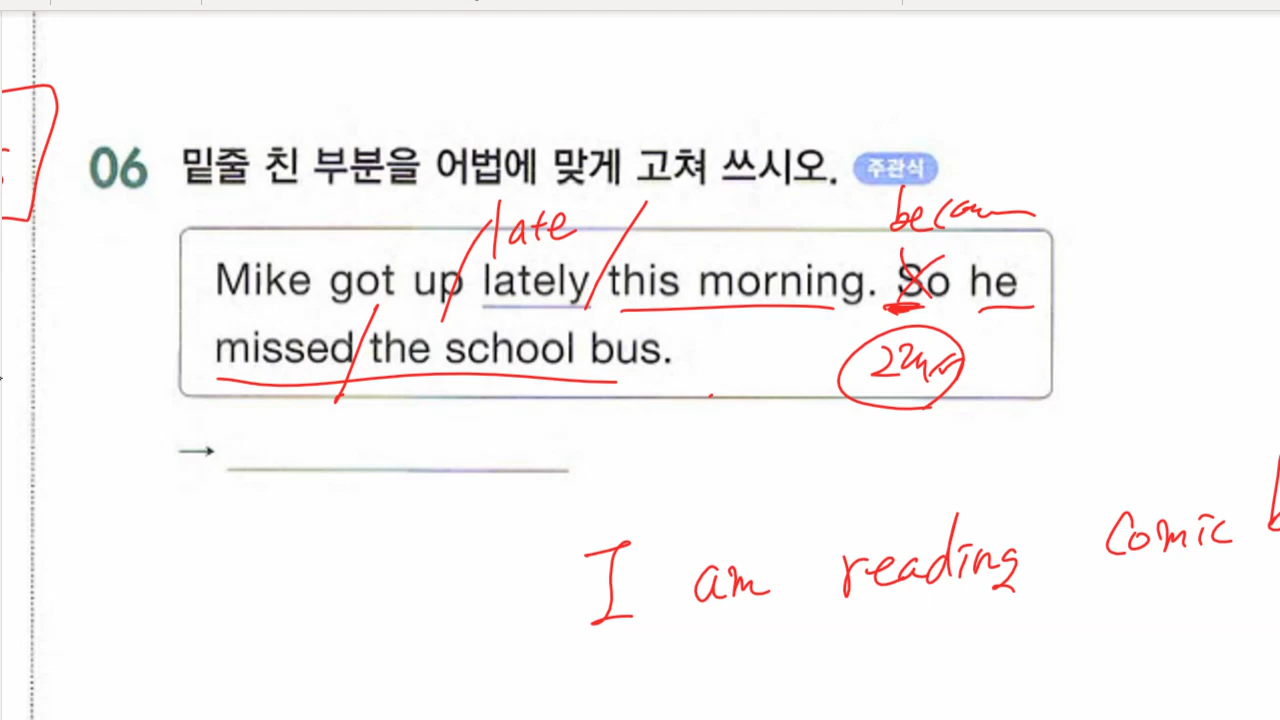 06 밑줄 친 부분을 어법에 맞게 고쳐 쓰시오. 주관식
late
Mike got up lately this morning. So he
missed the school bus.
→
I am reading comic